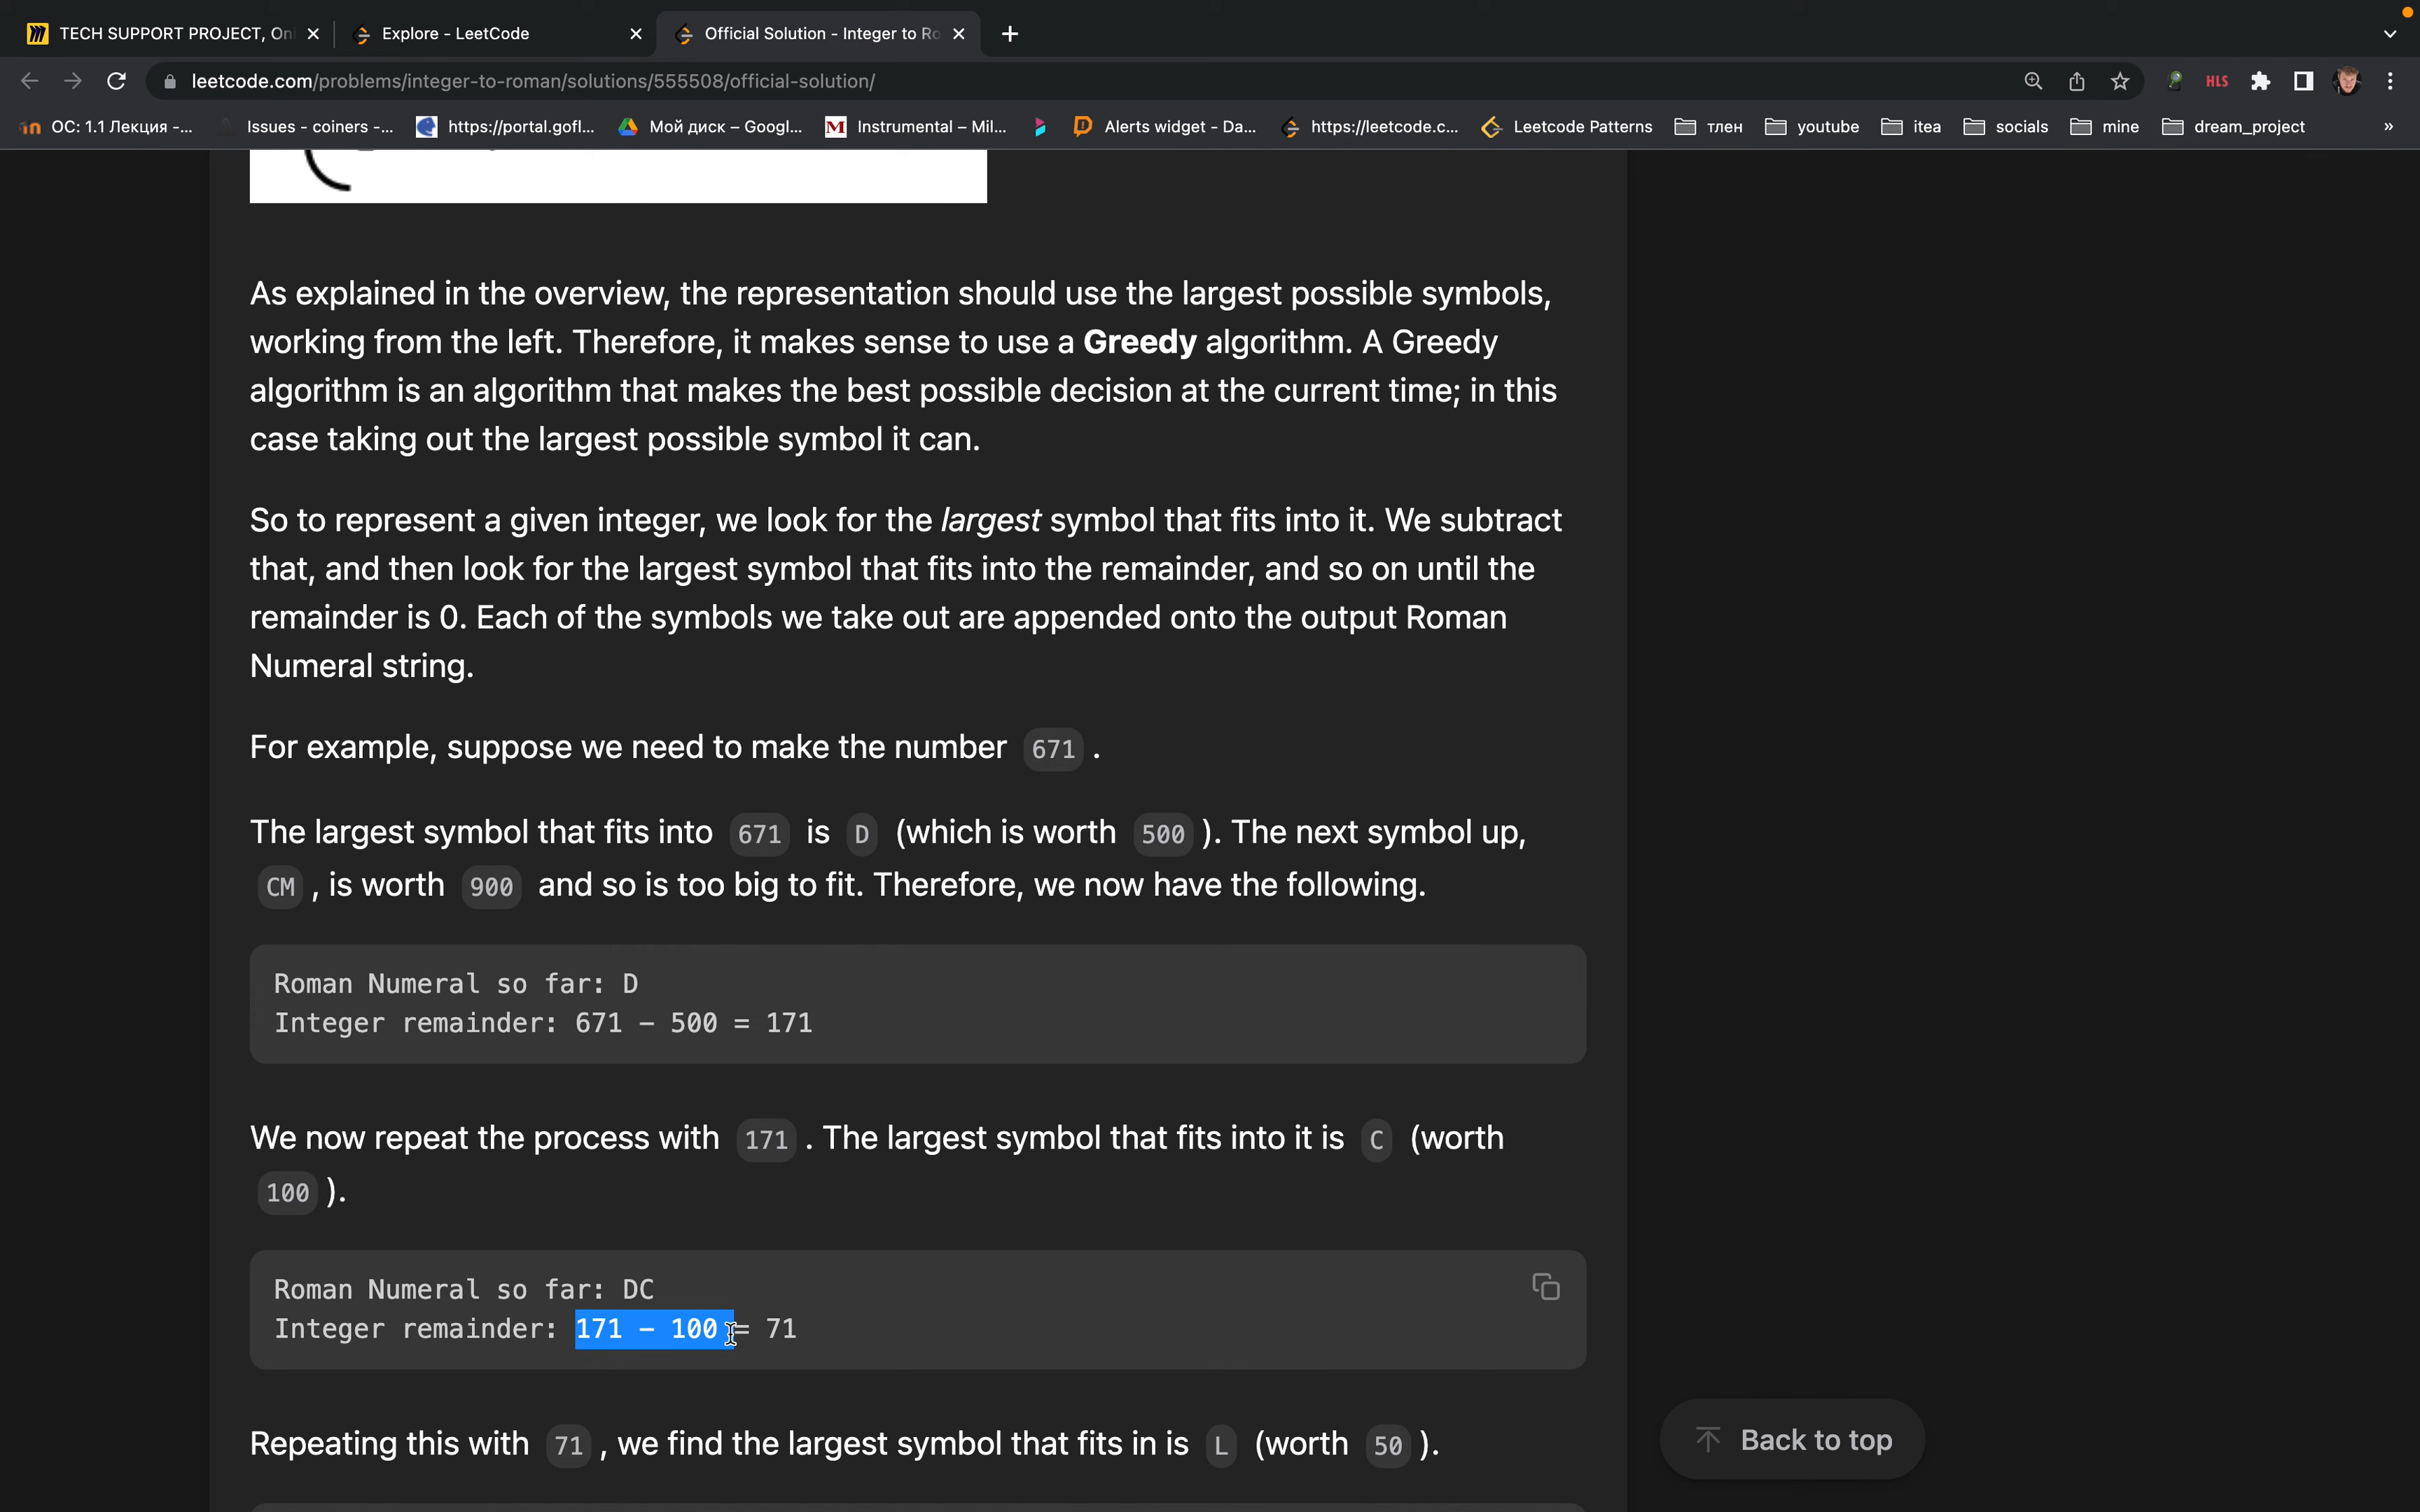 TECH SUPPORT PROJECT, Onl
Explore - LeetCode
Official Solution - Integer to Ro
leetcode.com/problems/integer-to-roman/solutions/555508/official-solution/
HLS
ОС: 1.1 Лекция -...
Issues - coiners -...
https://portal.gofl...
Мой диск – Googl...
Instrumental – Mil...
Alerts widget - Da...
https://leetcode.c...
Leetcode Patterns
тлен
youtube
itea
socials
mine
dream_project
»
As explained in the overview, the representation should use the largest possible symbols,
working from the left. Therefore, it makes sense to use a Greedy algorithm. A Greedy
algorithm is an algorithm that makes the best possible decision at the current time; in this
case taking out the largest possible symbol it can.
So to represent a given integer, we look for the largest symbol that fits into it. We subtract
that, and then look for the largest symbol that fits into the remainder, and so on until the
remainder is 0. Each of the symbols we take out are appended onto the output Roman
Numeral string.
For example, suppose we need to make the number 671 .
The largest symbol that fits into 671 is D (which is worth 500 ). The next symbol up,
CM , is worth 900 and so is too big to fit. Therefore, we now have the following.
Roman Numeral so far: D
Integer remainder: 671 - 500 = 171
We now repeat the process with 171 . The largest symbol that fits into it is C (worth
100 ).
Roman Numeral so far: DC
Integer remainder: 171 - 100 = 71
Repeating this with 71 , we find the largest symbol that fits in is L (worth 50 ).
Back to top